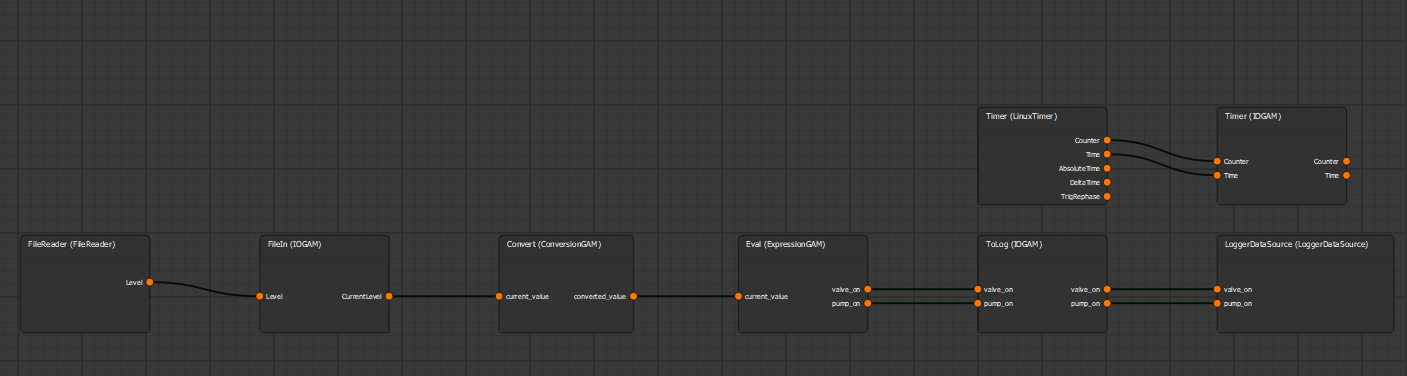 Timer (LinuxTimer)
Counter
Time
AbsoluteTime
DeltaTime
TrigRephase
Timer (IOGAM)
Counter
Counter
Time
Time
FileReader (FileReader)
Level
FileIn (IOGAM)
Level
CurrentLevel
Convert (ConversionGAM)
current_value
converted_value
Eval (ExpressionGAM)
current_value
valve_on
pump_on
ToLog (IOGAM)
valve_on
valve_on
pump_on
pump_on
LoggerDataSource (LoggerDataSource)
valve_on
pump_on